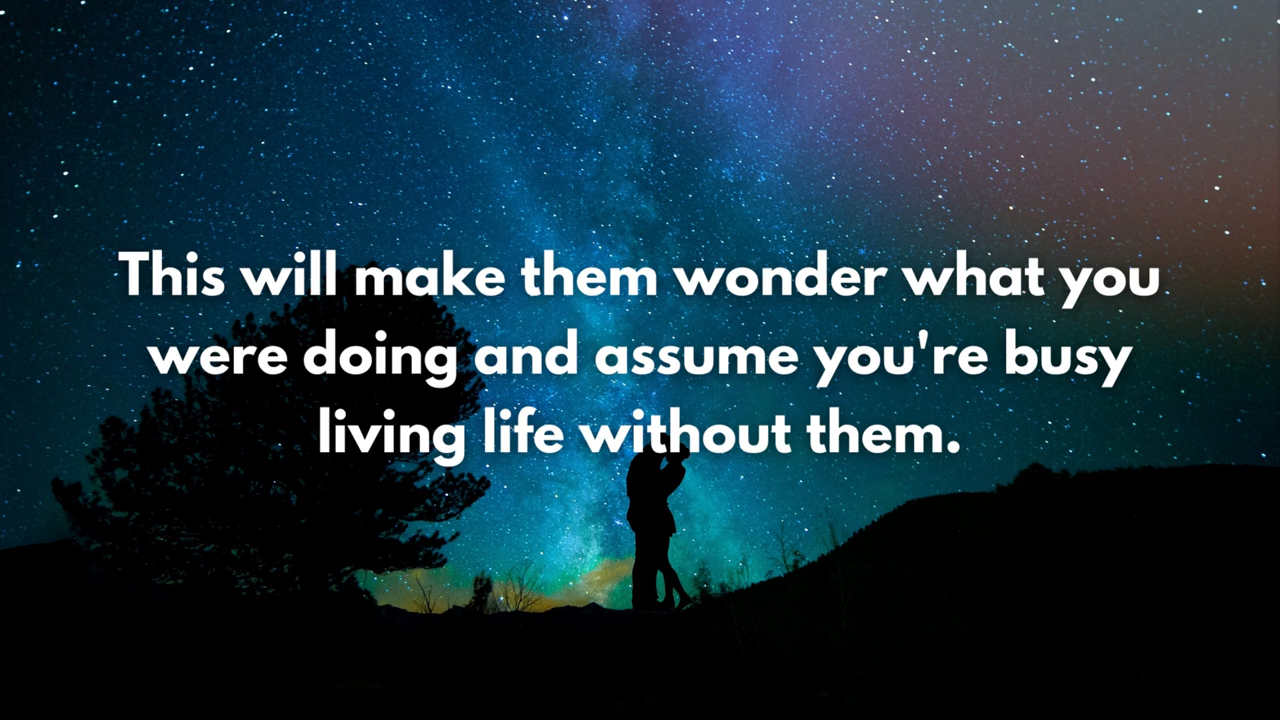 This will make them wonder what you
were doing and assume you're busy
living life without them.